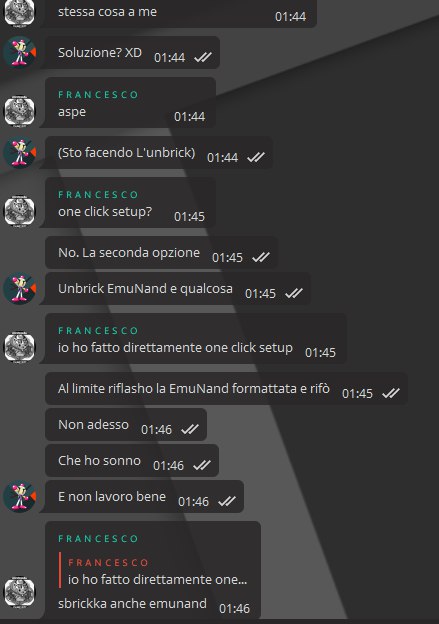 stessa cosa a me
01:44
Soluzione? XD 01:44
FRANCESCO
aspe
01:44
(Sto facendo L'unbrick) 01:44
FRANCESCO
one click setup? 01:45
No. La seconda opzione 01:45
Unbrick EmuNand e qualcosa 01:45
FRANCESCO
io ho fatto direttamente one click setup 01:45
Al limite riflasho la EmuNand formattata e rifò 01:45
Non adesso 01:46
Che ho sonno 01:46
E non lavoro bene 01:46
FRANCESCO
FRANCESCO
io ho fatto direttamente one...
sbrickka anche emunand 01:46